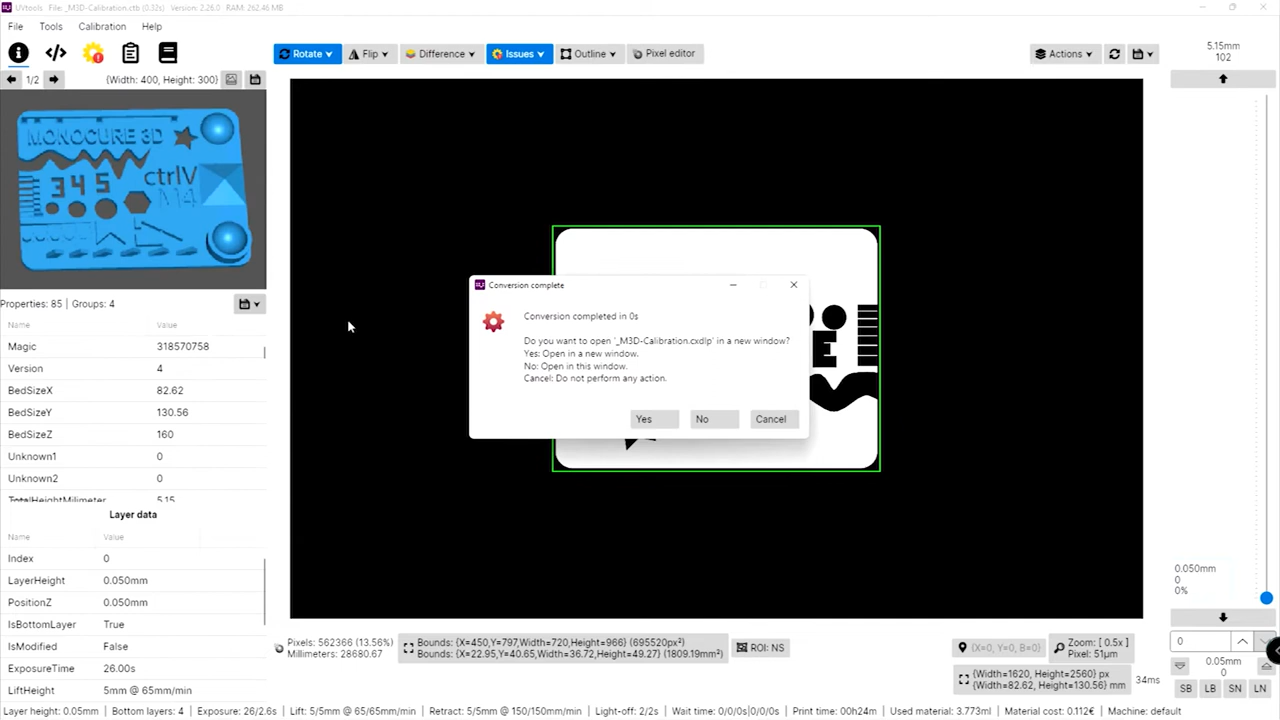 UVtools File: _M3D-Calibration.ctb (0.32s) Version: 2.26.0 RAM: 262.46 MB
File Tools Calibration Help
Rotate Flip Difference Issues Outline Pixel editor Actions
5.15mm
102
1/2 {Width: 400, Height: 300}
MONOCURE 3D
3 4 5 ctrlV
M14
Properties: 85 | Groups: 4
Name Value
Magic 318570758
Version 4
BedSizeX 82.62
BedSizeY 130.56
BedSizeZ 160
Unknown1 0
Unknown2 0
TotalHeightMilimeter 5.15
Layer data
Name Value
Index 0
LayerHeight 0.050mm
PositionZ 0.050mm
IsBottomLayer True
IsModified False
ExposureTime 26.00s
LiftHeight 5mm @ 65mm/min
Conversion complete
Conversion completed in 0s
Do you want to open '_M3D-Calibration.cxdlp' in a new window?
Yes: Open in a new window.
No: Open in this window.
Cancel: Do not perform any action.
Yes No Cancel
0.050mm
0
0%
Pixels: 562366 (13.56%)
Millimeters: 28680.67
Bounds: {X=450,Y=797,Width=720,Height=966} (695520px²)
Bounds: {X=22.95,Y=40.65,Width=36.72,Height=49.27} (1809.19mm²)
ROI: NS
{X=0, Y=0, B=0}
Zoom: [ 0.5x ]
Pixel: 51µm
{Width=1620, Height=2560} px
{Width=82.62, Height=130.56} mm
34ms
0
0.05mm
0
SB LB SN LN
Layer height: 0.05mm | Bottom layers: 4 | Exposure: 26/2.6s | Lift: 5/5mm @ 65/65mm/min | Retract: 5/5mm @ 150/150mm/min | Light-off: 2/2s | Wait time: 0/0/0s|0/0/0s | Print time: 00h24m | Used material: 3.773ml | Material cost: 0.112€ | Machine: default